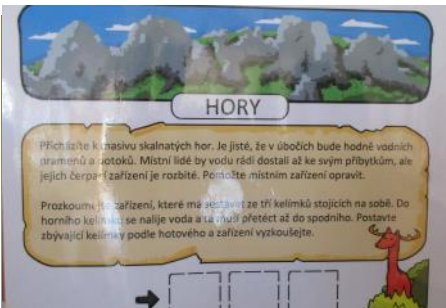 HORY
Přicházíte k masivu skalnatých hor. Je jisté, že v úbočích bude hodně vodních
pramenů a potoků. Místní lidé by vodu rádi dostali až ke svým příbytkům, ale
jejich čerpací zařízení je rozbité. Pomozte místním zařízení opravit.
Prozkoumejte zařízení, které má sestávat ze tří kelímků stojících na sobě. Do
horního kelímku se nalije voda a ta musí přetéct až do spodního. Postavte
zbývající kelímky podle hotového a zařízení vyzkoušejte.